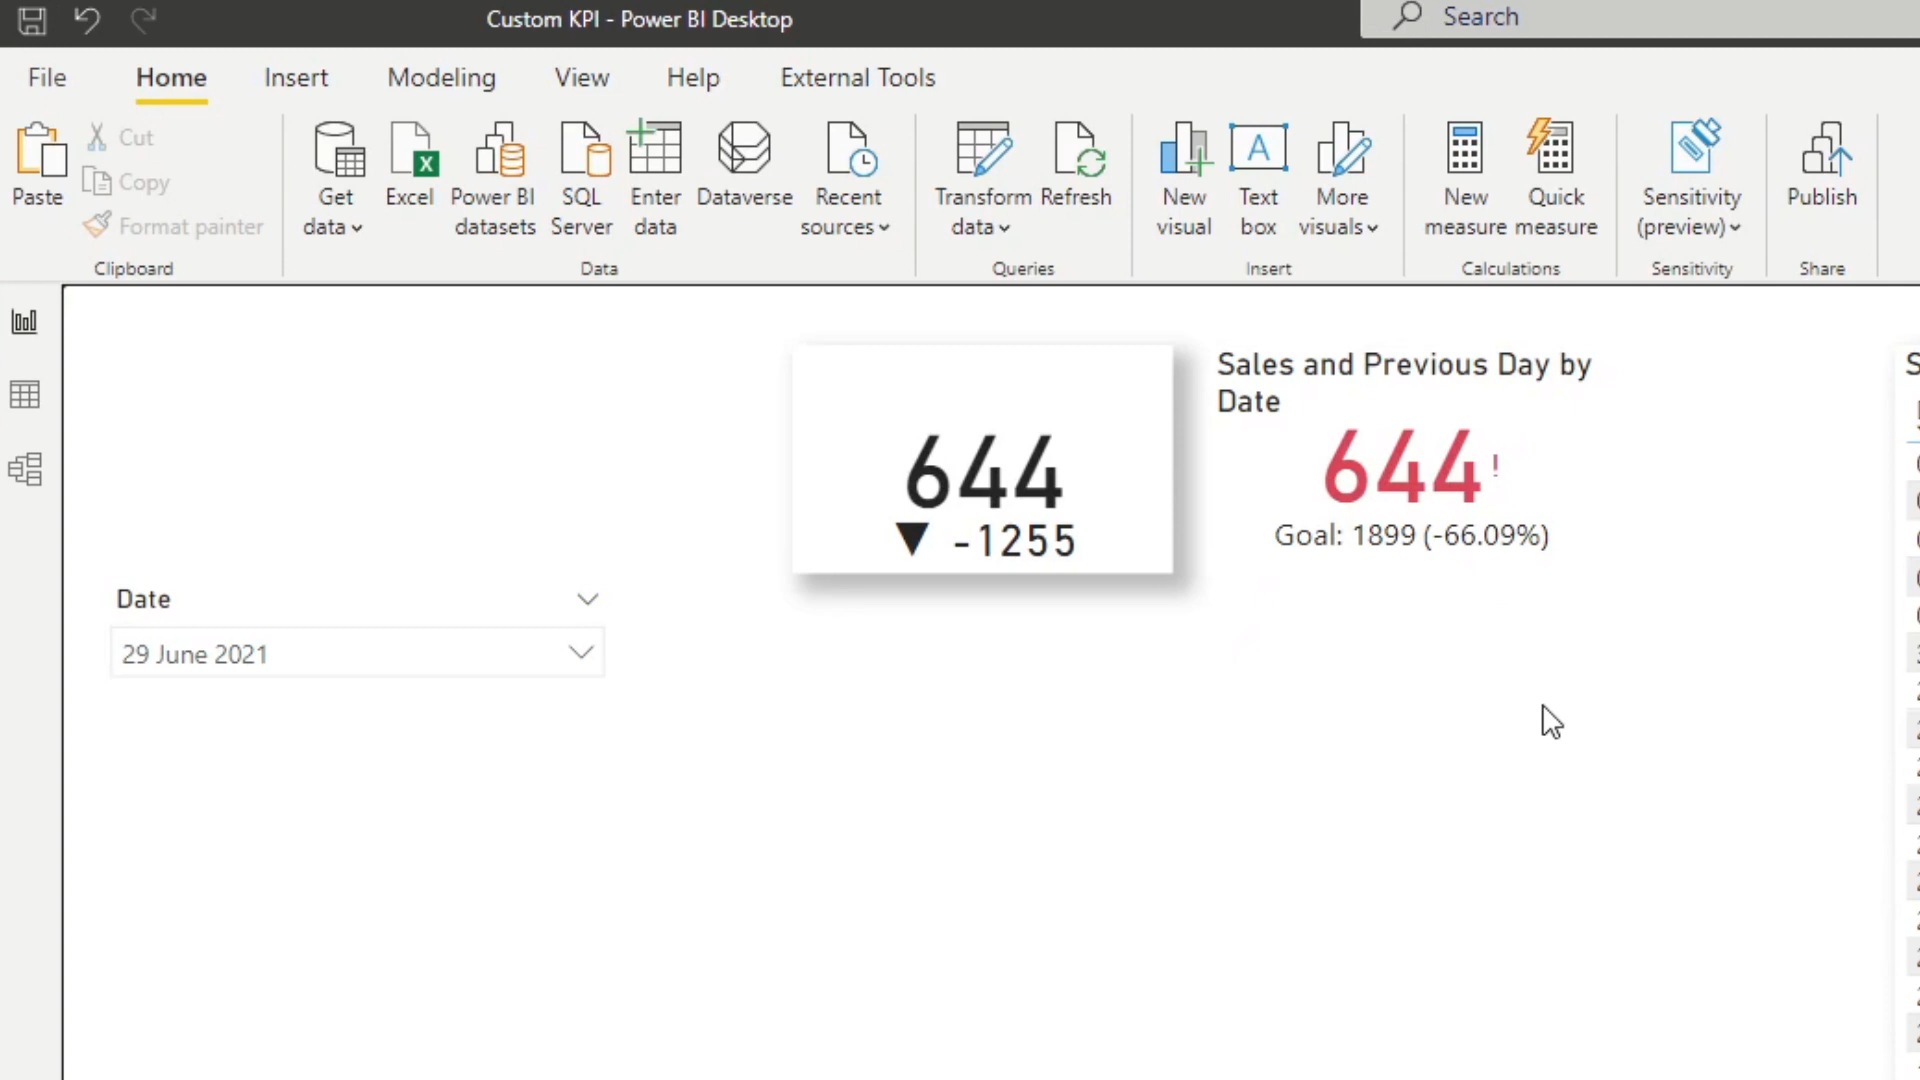 Custom KPI - Power BI Desktop
Search
File Home Insert Modeling View Help External Tools
Paste
Cut
Copy
Format painter
Clipboard
Get data
Excel
Power BI datasets
SQL Server
Enter data
Dataverse
Recent sources
Data
Transform data
Refresh
Queries
New visual
Text box
More visuals
Insert
New measure
Quick measure
Calculations
Sensitivity (preview)
Sensitivity
Publish
Share
644
▼ -1255
Sales and Previous Day by
Date
644!
Goal: 1899 (-66.09%)
Date
29 June 2021